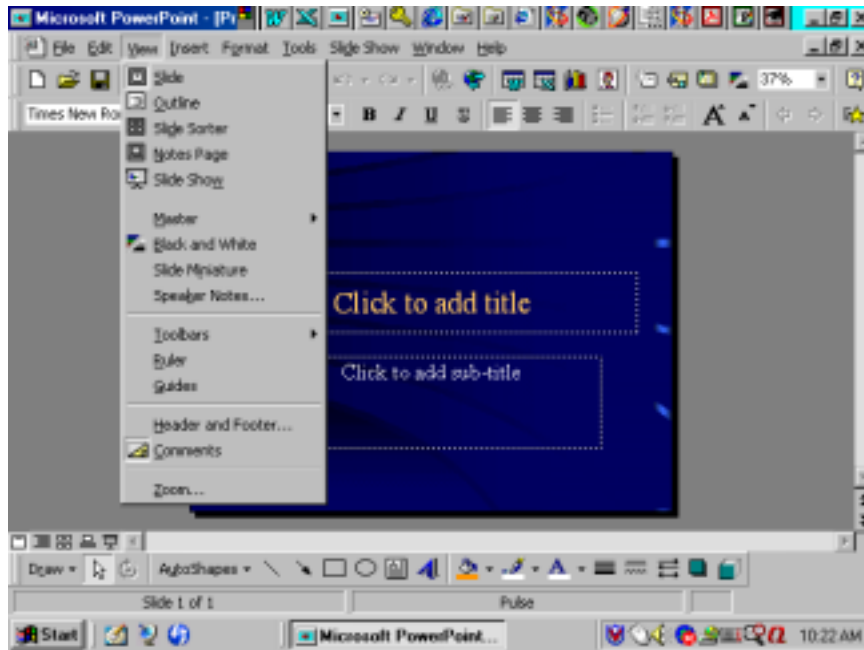 Microsoft PowerPoint - [Pr
File Edit View Insert Format Tools Slide Show Window Help
37%
Times New Ro
B I U S
A A
Slide
Outline
Slide Sorter
Notes Page
Slide Show
Master
Black and White
Slide Miniature
Speaker Notes...
Toolbars
Ruler
Guides
Header and Footer...
Comments
Zoom...
Click to add title
Click to add sub-title
Draw AutoShapes
Slide 1 of 1 Pulse
Start Microsoft PowerPoint... 10:22 AM